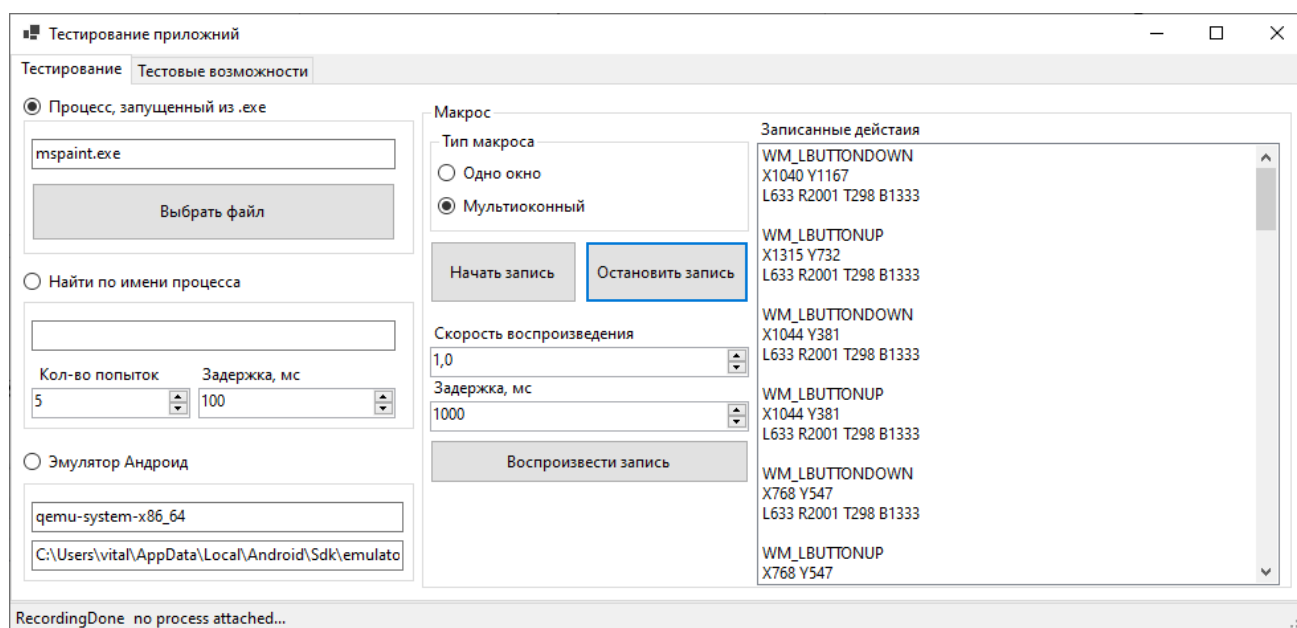 Тестирование приложний
Тестирование Тестовые возможности
Процесс, запущенный из .exe
mspaint.exe
Выбрать файл
Найти по имени процесса
Кол-во попыток Задержка, мс
5 100
Эмулятор Андроид
qemu-system-x86_64
C:\Users\vital\AppData\Local\Android\Sdk\emulato
Макрос
Тип макроса
Одно окно
Мультиоконный
Начать запись Остановить запись
Скорость воспроизведения
1,0
Задержка, мс
1000
Воспроизвести запись
Записанные действаия
WM_LBUTTONDOWN
X1040 Y1167
L633 R2001 T298 B1333
WM_LBUTTONUP
X1315 Y732
L633 R2001 T298 B1333
WM_LBUTTONDOWN
X1044 Y381
L633 R2001 T298 B1333
WM_LBUTTONUP
X1044 Y381
L633 R2001 T298 B1333
WM_LBUTTONDOWN
X768 Y547
L633 R2001 T298 B1333
WM_LBUTTONUP
X768 Y547
RecordingDone no process attached...